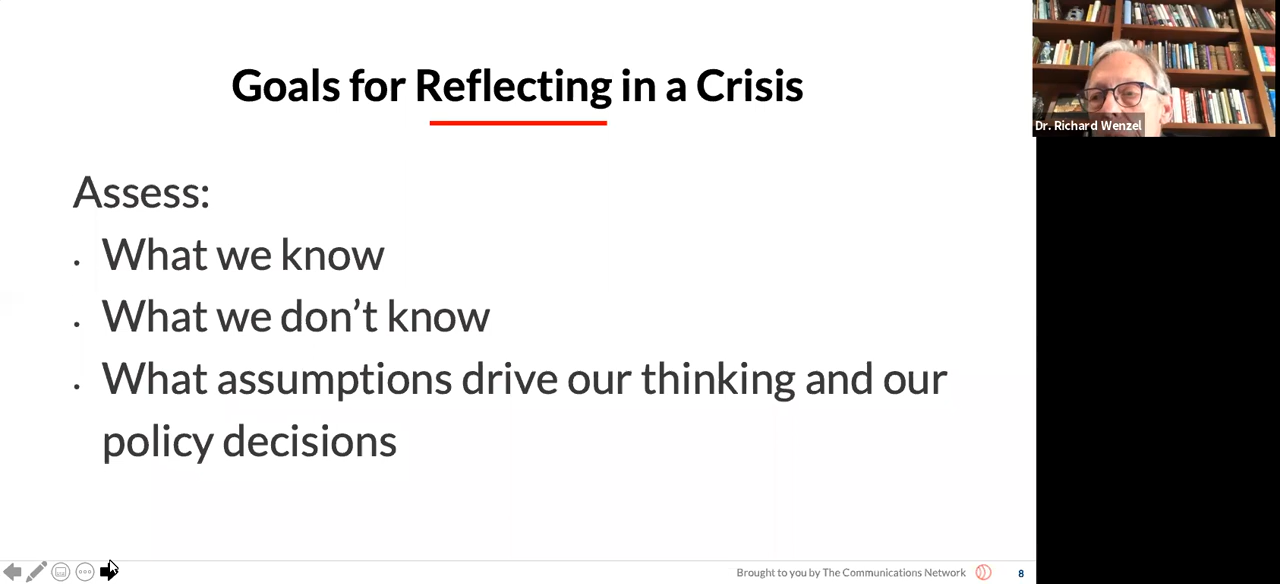 Goals for Reflecting in a Crisis
Assess:
· What we know
· What we don’t know
· What assumptions drive our thinking and our
policy decisions
Dr. Richard Wenzel
Brought to you by The Communications Network
8